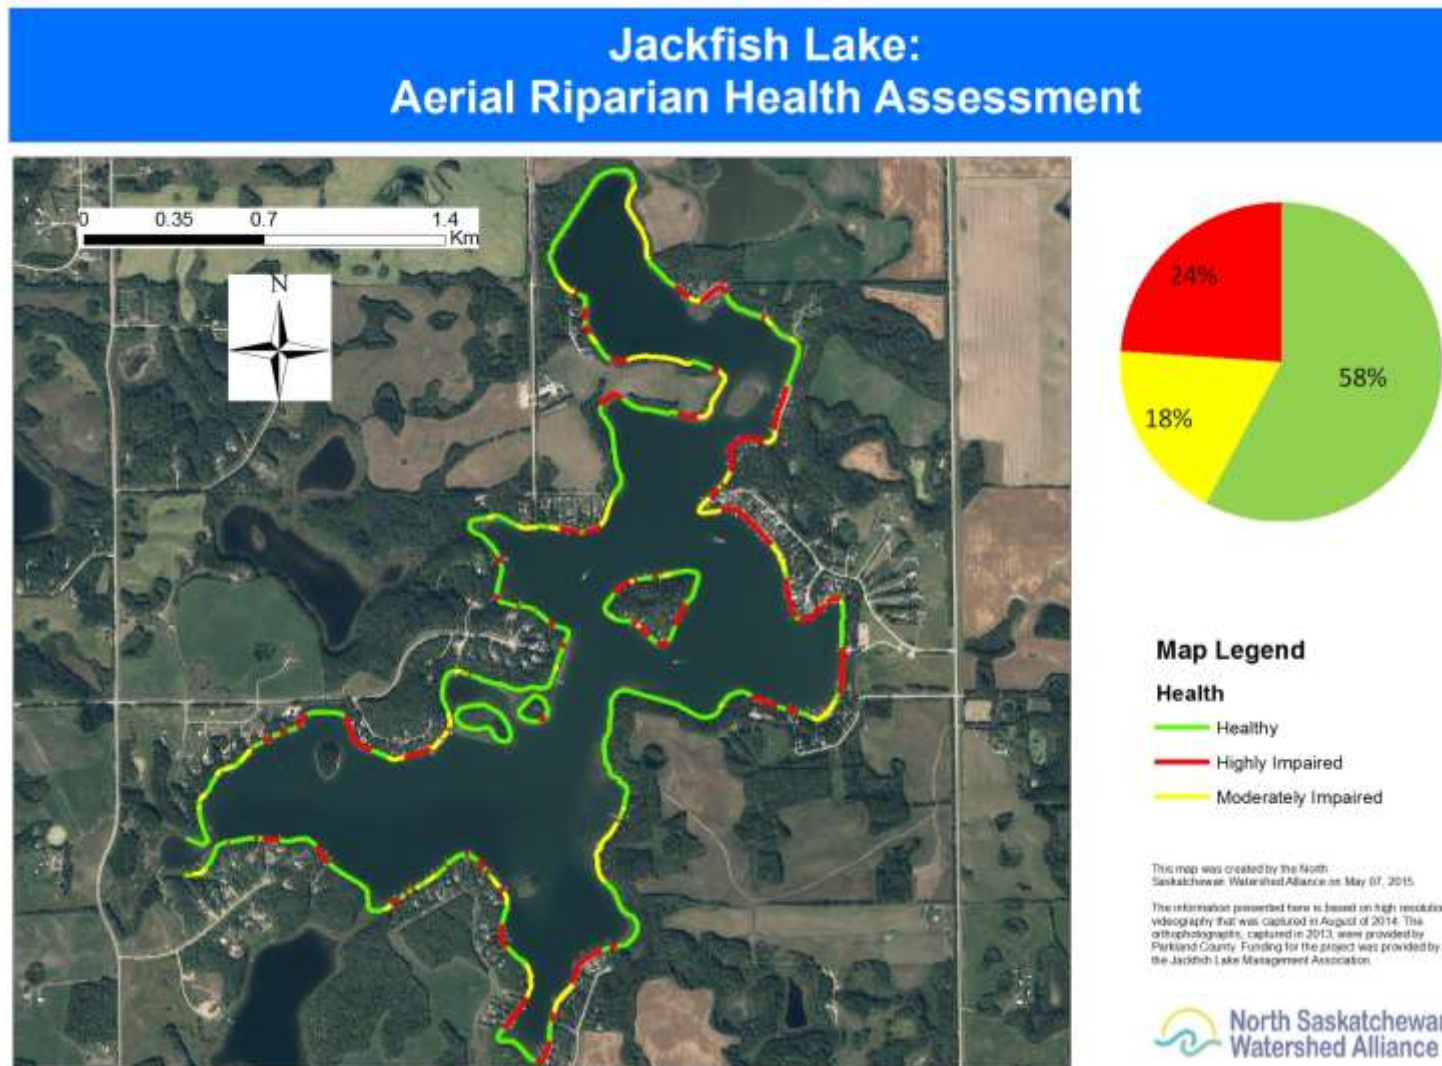 Jackfish Lake:
Aerial Riparian Health Assessment
0 0.35 0.7 1.4
Km
N
24%
58%
18%
Map Legend
Health
Healthy
Highly Impaired
Moderately Impaired
This map was created by the North
Saskatchewan Watershed Alliance on May 07, 2015.
The information presented here is based on high resolution
videography that was captured in August of 2014. The
orthophotographs, captured in 2013, were provided by
Parkland County. Funding for the project was provided by
the Jackfish Lake Management Association.
North Saskatchewan
Watershed Alliance